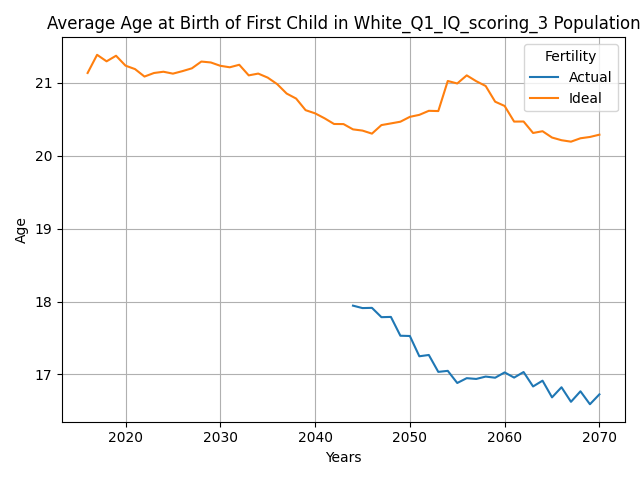 Average Age at Birth of First Child in White_Q1_IQ_scoring_3 Population
Fertility
Actual
Ideal
Age
21
20
19
18
17
2020
2030
2040
2050
2060
2070
Years